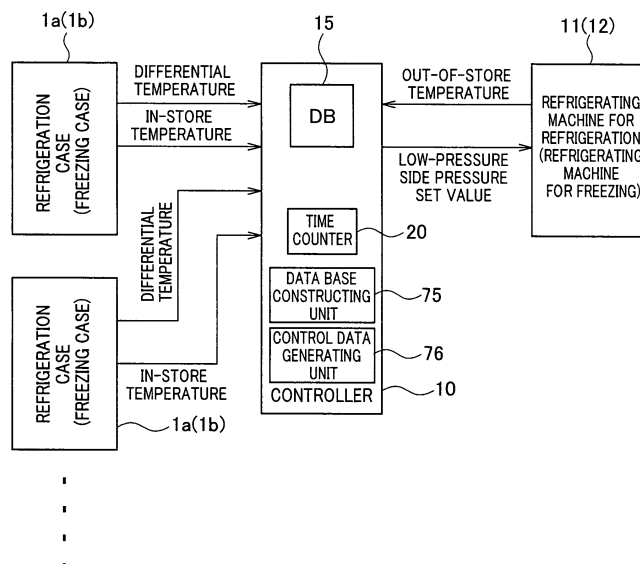 1a(1b)
REFRIGERATION
CASE
(FREEZING CASE)
DIFFERENTIAL
TEMPERATURE
IN-STORE
TEMPERATURE
REFRIGERATION
CASE
(FREEZING CASE)
1a(1b)
DIFFERENTIAL
TEMPERATURE
IN-STORE
TEMPERATURE
15
DB
TIME
COUNTER
20
DATA BASE
CONSTRUCTING
UNIT
75
CONTROL DATA
GENERATING
UNIT
76
CONTROLLER
10
OUT-OF-STORE
TEMPERATURE
LOW-PRESSURE
SIDE PRESSURE
SET VALUE
11(12)
REFRIGERATING
MACHINE FOR
REFRIGERATION
(REFRIGERATING
MACHINE
FOR FREEZING)